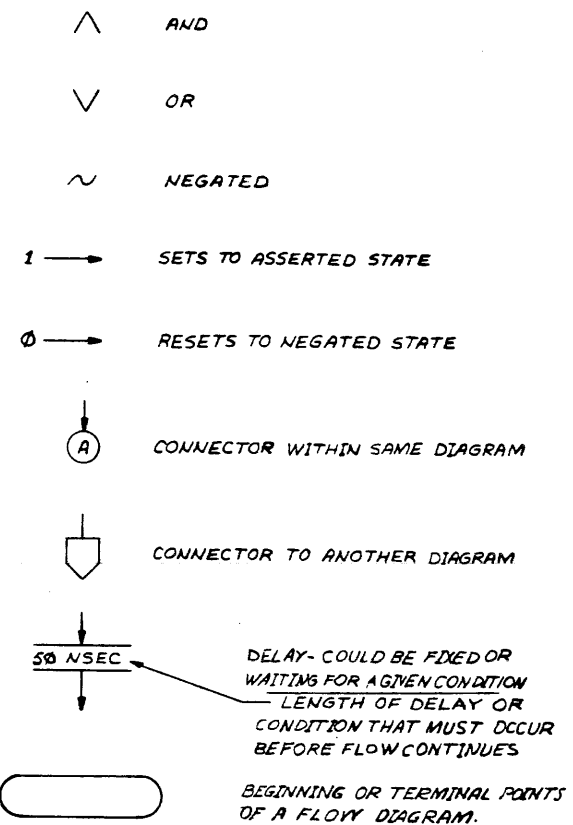 ∧ AND
∨ OR
~ NEGATED
1 → SETS TO ASSERTED STATE
Ø → RESETS TO NEGATED STATE
A CONNECTOR WITHIN SAME DIAGRAM
CONNECTOR TO ANOTHER DIAGRAM
5Ø NSEC
DELAY- COULD BE FIXED OR
WAITING FOR A GIVEN CONDITION
LENGTH OF DELAY OR
CONDITION THAT MUST OCCUR
BEFORE FLOW CONTINUES
BEGINNING OR TERMINAL POINTS
OF A FLOW DIAGRAM.